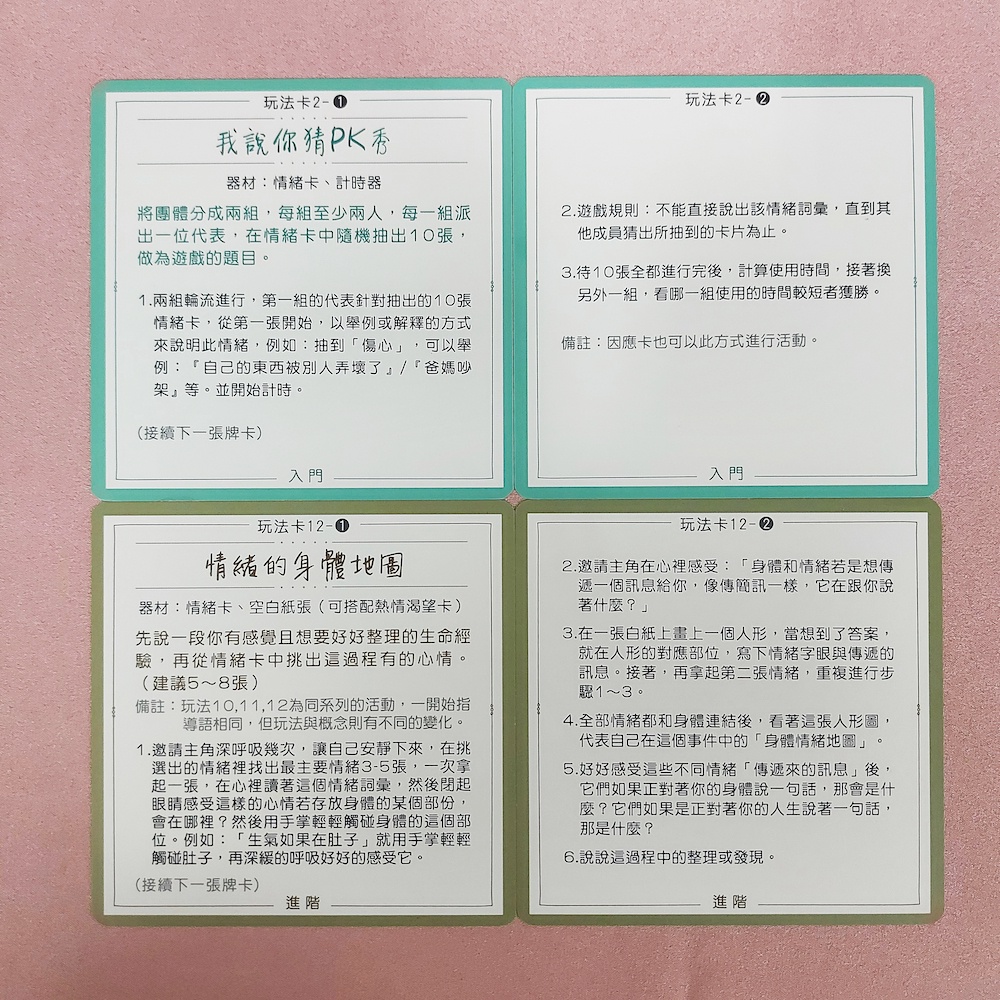 玩法卡2-❶
我說你猜PK秀
器材：情緒卡、計時器
將團體分成兩組，每組至少兩人，每一組派
出一位代表，在情緒卡中隨機抽出10張，
做為遊戲的題目。
1.兩組輪流進行，第一組的代表針對抽出的10張
情緒卡，從第一張開始，以舉例或解釋的方式
來說明此情緒，例如：抽到「傷心」，可以舉
例：『自己的東西被別人弄壞了』/『爸媽吵
架』等。並開始計時。
(接續下一張牌卡)
入門
玩法卡2-❷
2.遊戲規則：不能直接說出該情緒詞彙，直到其
他成員猜出所抽到的卡片為止。
3.待10張全都進行完後，計算使用時間，接著換
另外一組，看哪一組使用的時間較短者獲勝。
備註：因應卡也可以此方式進行活動。
入門
玩法卡12-❶
情緒的身體地圖
器材：情緒卡、空白紙張（可搭配熱情渴望卡）
先說一段你有感覺且想要好好整理的生命經
驗，再從情緒卡中挑出這過程有的心情。
（建議5～8張）
備註：玩法10,11,12為同系列的活動，一開始指
導語相同，但玩法與概念則有不同的變化。
1.邀請主角深呼吸幾次，讓自己安靜下來，在挑
選出的情緒裡找出最主要情緒3-5張，一次拿
起一張，在心裡讀著這個情緒詞彙，然後閉起
眼睛感受這樣的心情若存放身體的某個部份，
會在哪裡？然後用手掌輕輕觸碰身體的這個部
位。例如：「生氣如果在肚子」就用手掌輕輕
觸碰肚子，再深緩的呼吸好好的感受它。
(接續下一張牌卡)
進階
玩法卡12-❷
2.邀請主角在心裡感受：「身體和情緒若是想傳
遞一個訊息給你，像傳簡訊一樣，它在跟你說
著什麼？」
3.在一張白紙上畫上一個人形，當想到了答案，
就在人形的對應部位，寫下情緒字眼與傳遞的
訊息。接著，再拿起第二張情緒，重複進行步
驟1～3。
4.全部情緒都和身體連結後，看著這張人形圖，
代表自己在這個事件中的「身體情緒地圖」。
5.好好感受這些不同情緒「傳遞來的訊息」後，
它們如果正對著你的身體說一句話，那會是什
麼？它們如果是正對著你的人生說著一句話，
那是什麼？
6.說說這過程中的整理或發現。
進階